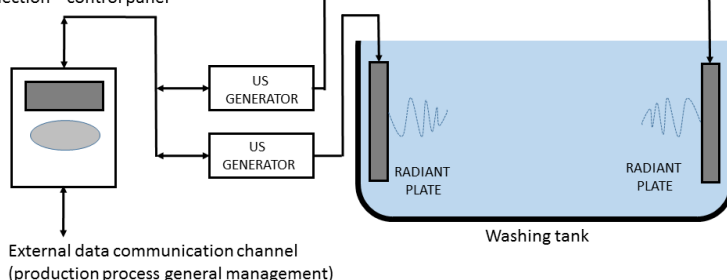 control panel
US
GENERATOR
US
GENERATOR
RADIANT
PLATE
RADIANT
PLATE
Washing tank
External data communication channel
(production process general management)